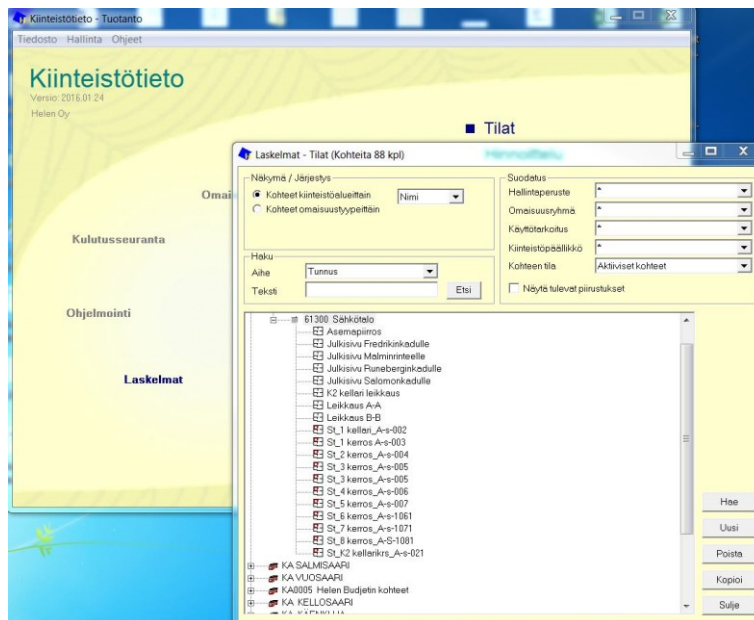 Kiinteistötieto - Tuotanto
Tiedosto Hallinta Ohjeet
Kiinteistötieto
Versio: 2016.01.24
Helen Oy
Tilat
Omai
Kulutusseuranta
Ohjelmointi
Laskelmat
Laskelmat - Tilat (Kohteita 88 kpl)
Näkymä / Järjestys
Kohteet kiinteistöalueittain
Nimi
Kohteet omaisuustyypeittäin
Haku
Aihe
Tunnus
Teksti
Etsi
Suodatus
Hallintaperuste *
Omaisuusryhmä *
Käyttötarkoitus *
Kiinteistöpäällikkö *
Kohteen tila Aktiiviset kohteet
Näytä tulevat piirustukset
61300 Sähkötalo
Asemapiirros
Julkisivu Fredrikinkadulle
Julkisivu Malminrinteelle
Julkisivu Runeberginkadulle
Julkisivu Salomonkadulle
K2 kellari leikkaus
Leikkaus A-A
Leikkaus B-B
St_1 kellari_A-s-002
St_1 kerros A-s-003
St_2 kerros_A-s-004
St_3 kerros_A-s-005
St_3 kerros_A-s-005
St_4 kerros_A-s-006
St_5 kerros_A-s-007
St_6 kerros_A-s-1061
St_7 kerros_A-s-1071
St_8 kerros_A-S-1081
St_K2 kellarikrs_A-s-021
KA SALMISAARI
KA VUOSAARI
KA0005 Helen Budjetin kohteet
KA KELLOSAARI
Hae
Uusi
Poista
Kopioi
Sulje